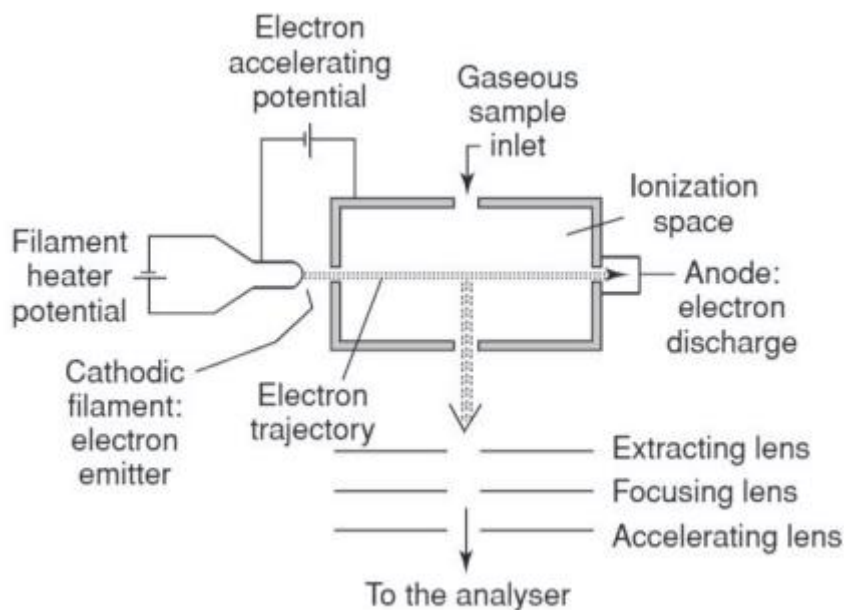 Electron
accelerating
potential
Gaseous
sample
inlet
Ionization
space
Filament
heater
potential
Anode:
electron
discharge
Cathodic
filament:
electron
emitter
Electron
trajectory
Extracting lens
Focusing lens
Accelerating lens
To the analyser